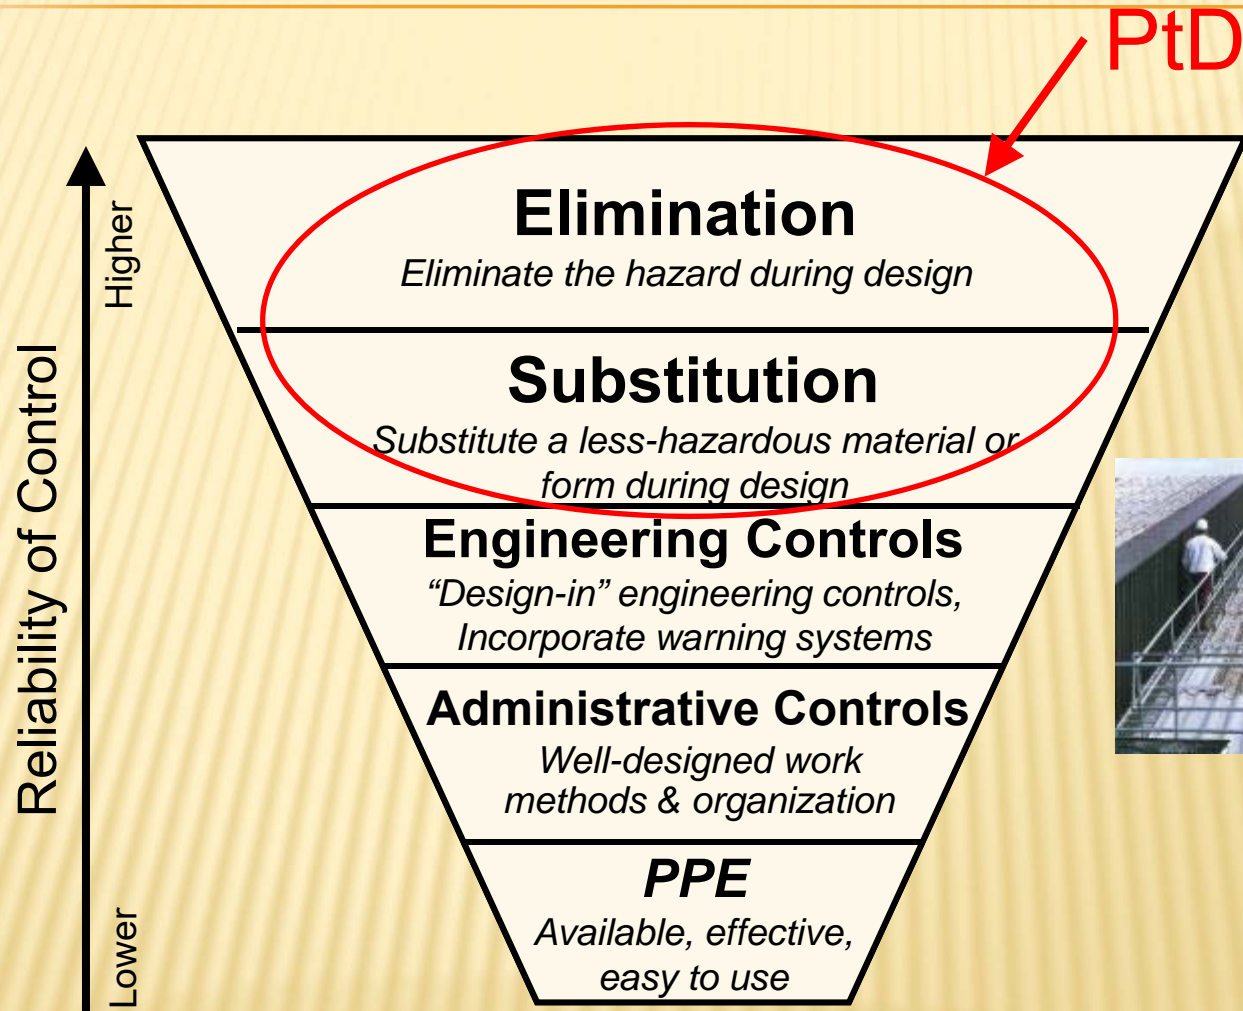 PtD
Reliability of Control
Higher
Lower
Elimination
Eliminate the hazard during design
Substitution
Substitute a less-hazardous material or
form during design
Engineering Controls
“Design-in” engineering controls,
Incorporate warning systems
Administrative Controls
Well-designed work
methods & organization
PPE
Available, effective,
easy to use